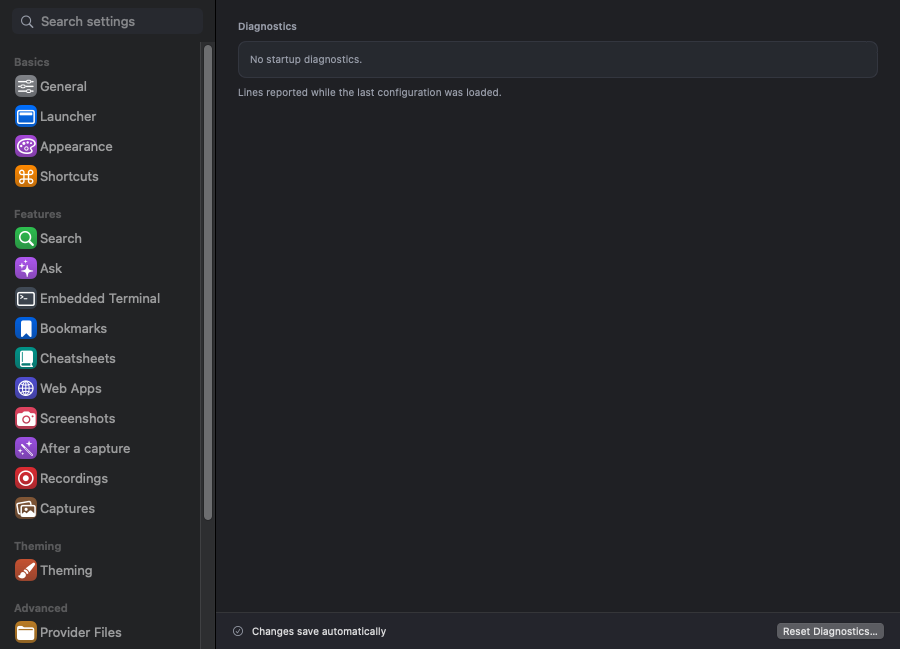 Search settings
Basics
General
Launcher
Appearance
Shortcuts
Features
Search
Ask
Embedded Terminal
Bookmarks
Cheatsheets
Web Apps
Screenshots
After a capture
Recordings
Captures
Theming
Theming
Advanced
Provider Files
Diagnostics
No startup diagnostics.
Lines reported while the last configuration was loaded.
Changes save automatically
Reset Diagnostics...